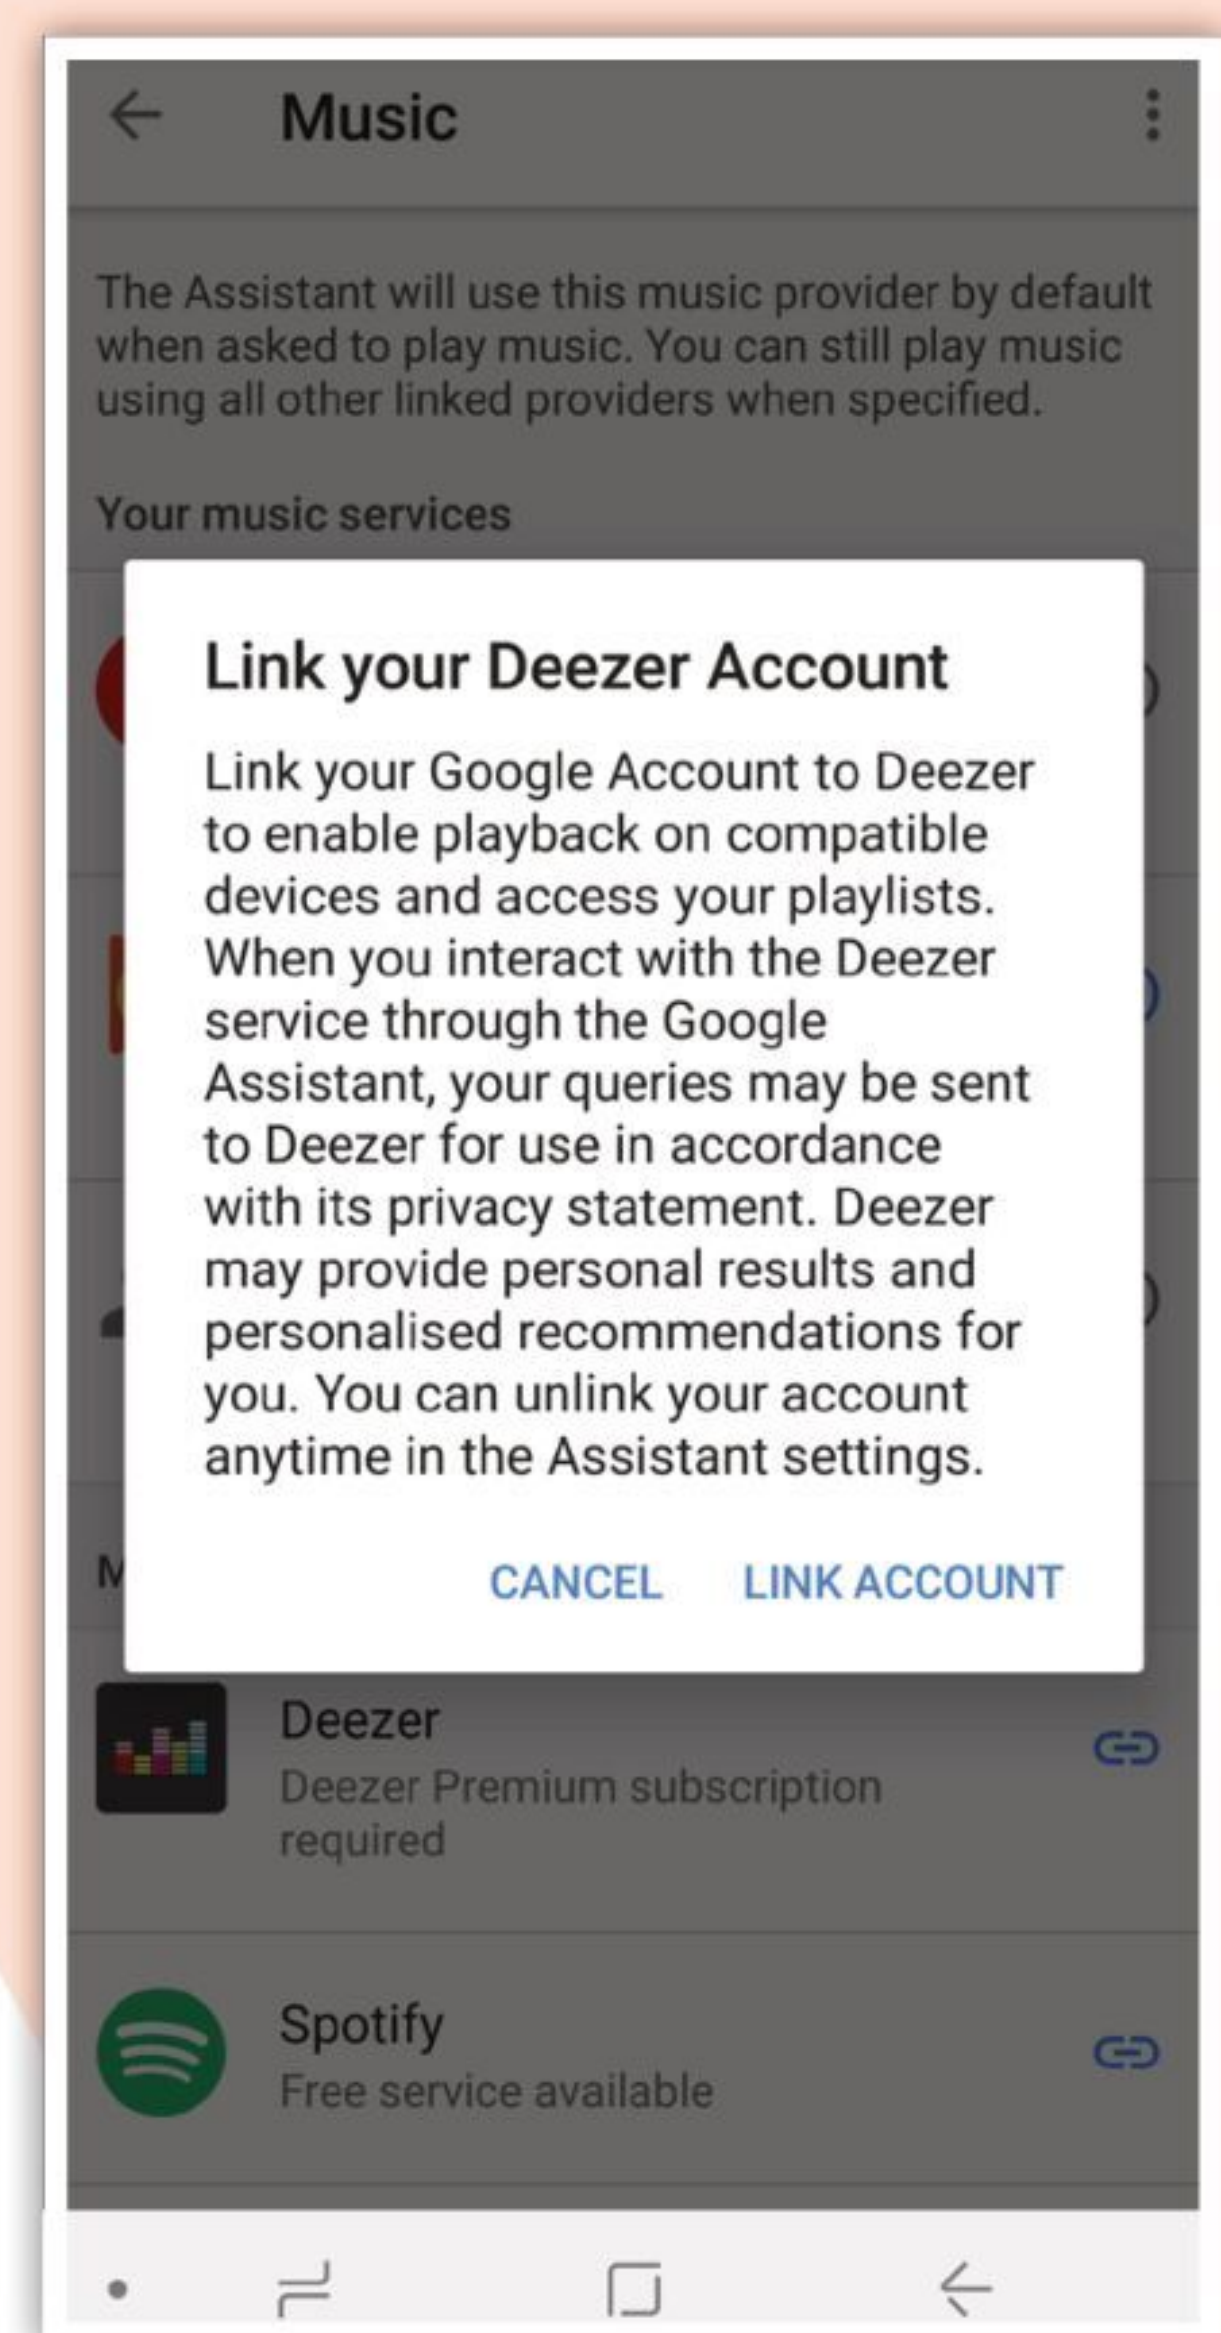 Music
The Assistant will use this music provider by default
when asked to play music. You can still play music
using all other linked providers when specified.
Your music services
Link your Deezer Account
Link your Google Account to Deezer
to enable playback on compatible
devices and access your playlists.
When you interact with the Deezer
service through the Google
Assistant, your queries may be sent
to Deezer for use in accordance
with its privacy statement. Deezer
may provide personal results and
personalised recommendations for
you. You can unlink your account
anytime in the Assistant settings.
CANCEL LINK ACCOUNT
Deezer
Deezer Premium subscription
required
Spotify
Free service available